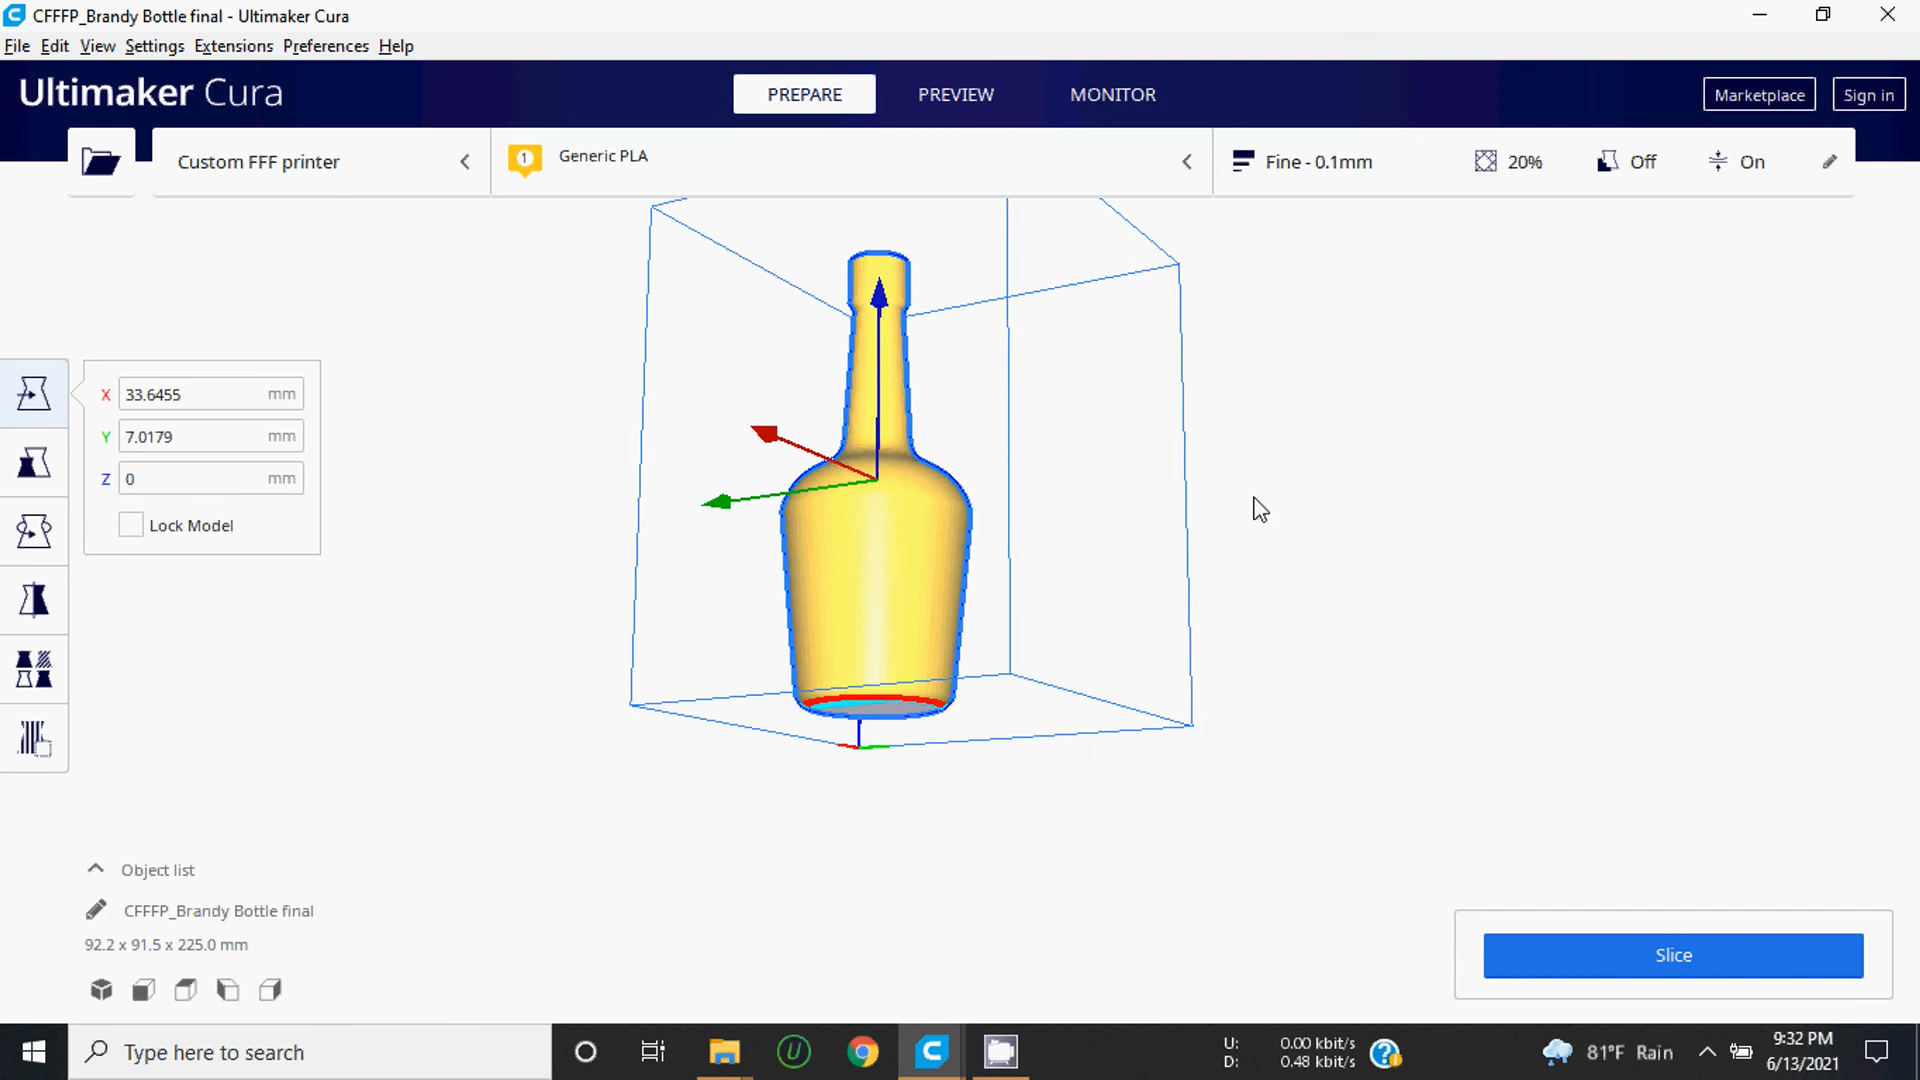 CFFFP_Brandy Bottle final - Ultimaker Cura
File Edit View Settings Extensions Preferences Help
Ultimaker Cura
PREPARE PREVIEW MONITOR
Marketplace Sign in
Custom FFF printer
1 Generic PLA
Fine - 0.1mm 20% Off On
X 33.6455 mm
Y 7.0179 mm
Z 0 mm
Lock Model
Object list
CFFFP_Brandy Bottle final
92.2 x 91.5 x 225.0 mm
Slice
Type here to search
U: 0.00 kbit/s
D: 0.48 kbit/s
81°F Rain
9:32 PM
6/13/2021